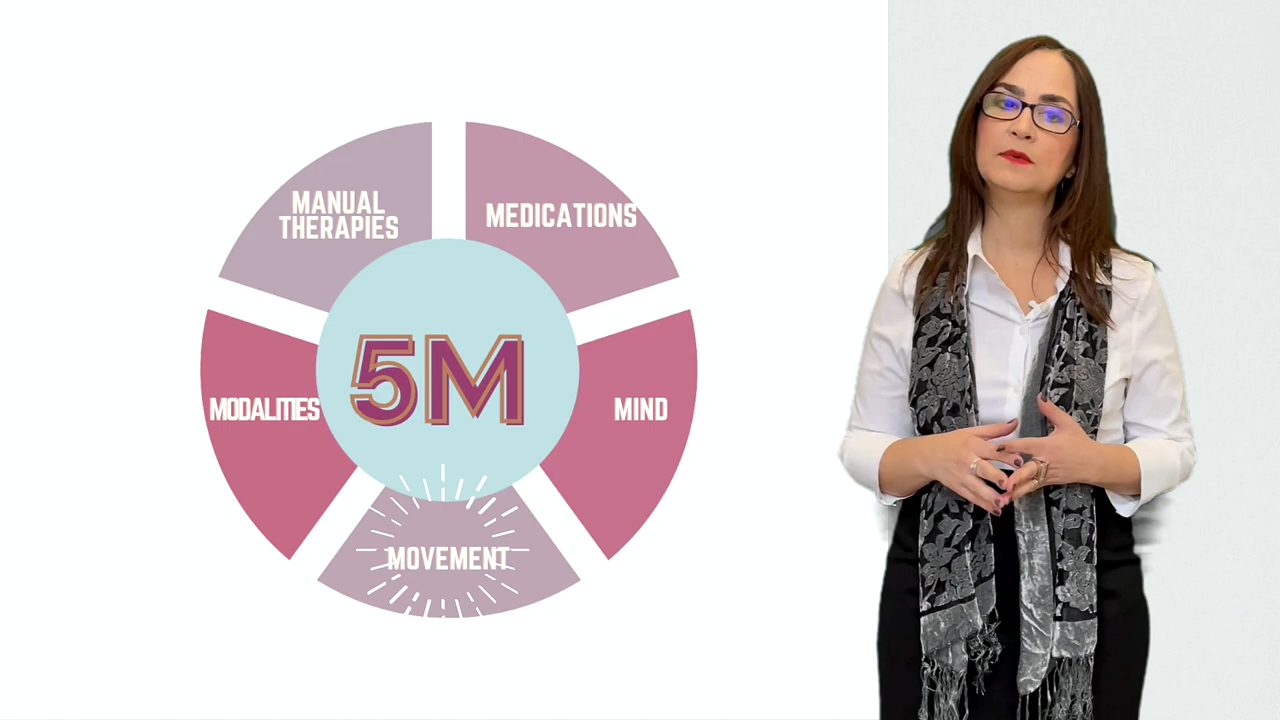 MANUAL
THERAPIES
MEDICATIONS
MODALITIES
5M
MIND
MOVEMENT